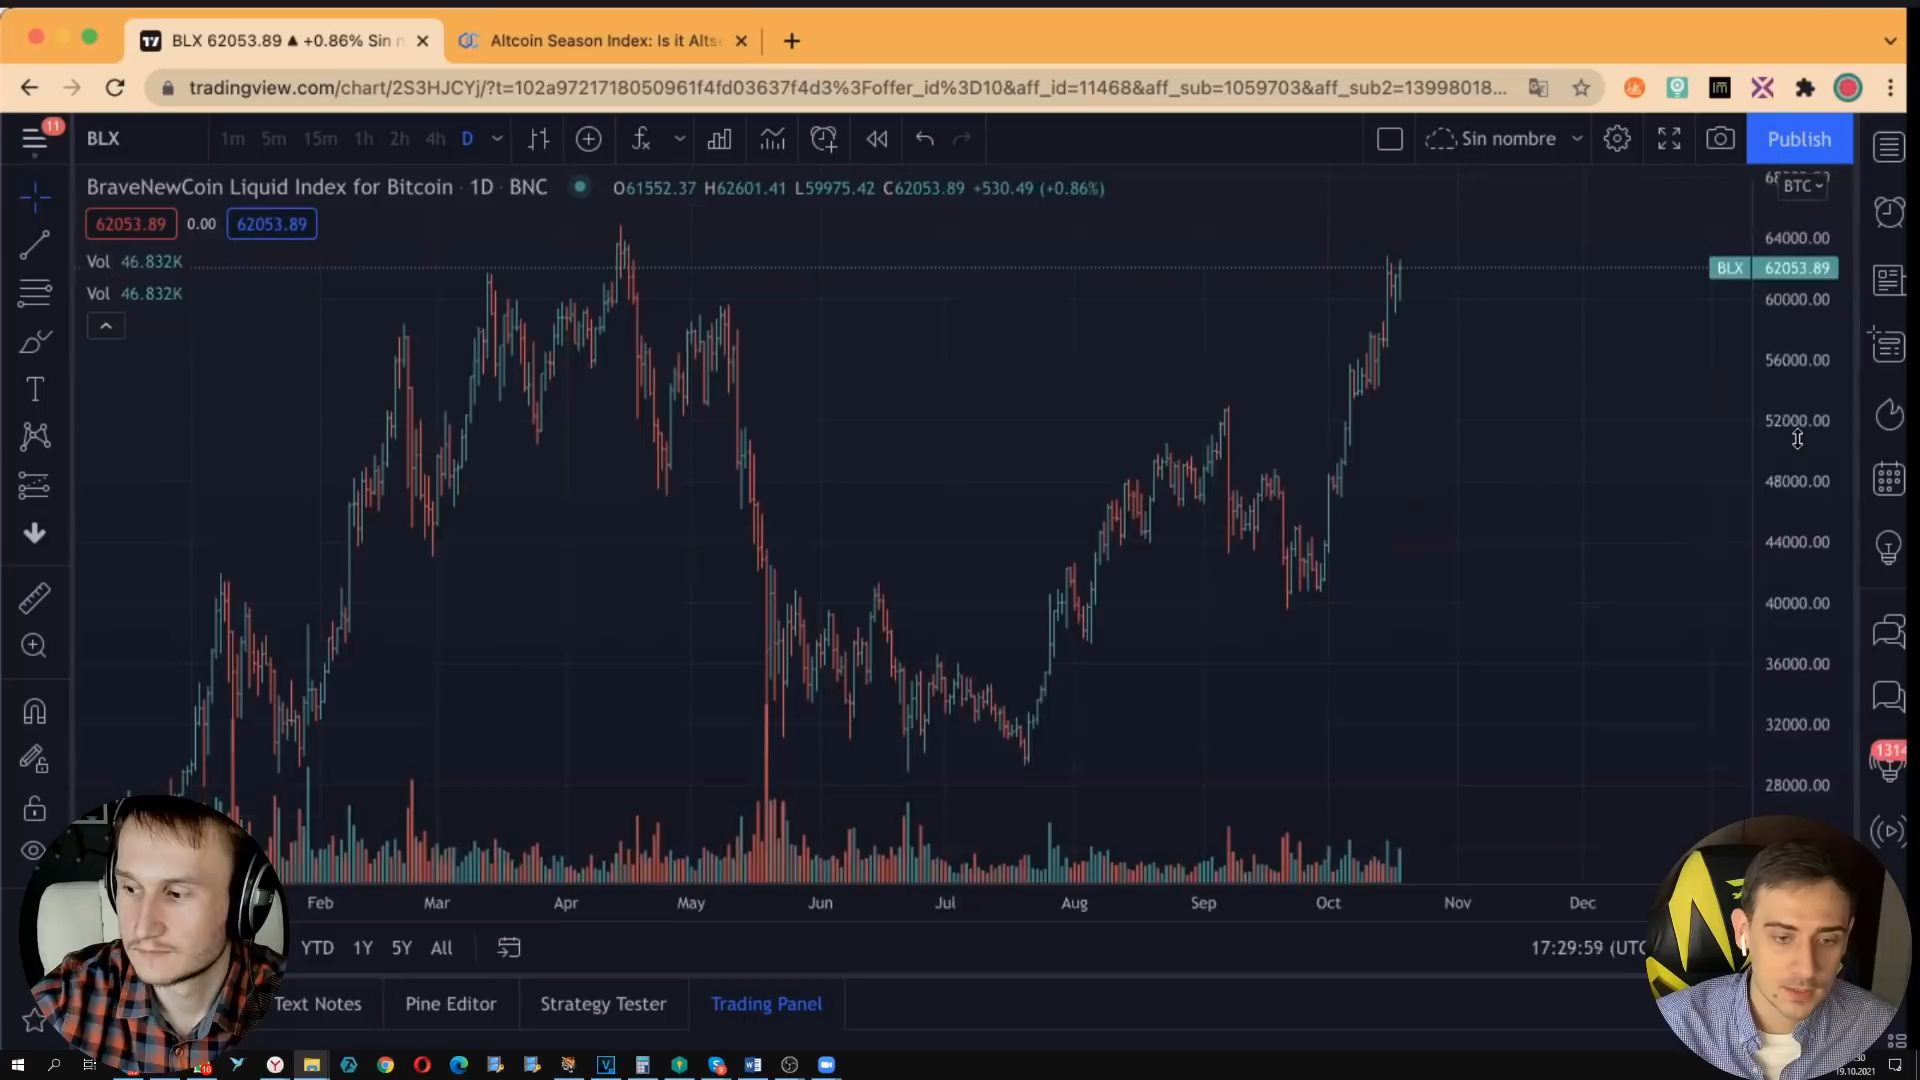 BLX 62053.89 ▲ +0.86% Sin n
Altcoin Season Index: Is it Alts
tradingview.com/chart/2S3HJCYj/?t=102a9721718050961f4fd03637f4d3%3Foffer_id%3D10&aff_id=11468&aff_sub=1059703&aff_sub2=13998018...
11
BLX
1m 5m 15m 1h 2h 4h D
Sin nombre
Publish
BraveNewCoin Liquid Index for Bitcoin · 1D · BNC
O61552.37 H62601.41 L59975.42 C62053.89 +530.49 (+0.86%)
BTC
62053.89 0.00 62053.89
Vol 46.832K
Vol 46.832K
64000.00
BLX 62053.89
60000.00
56000.00
52000.00
48000.00
44000.00
40000.00
36000.00
32000.00
28000.00
1314
Feb Mar Apr May Jun Jul Aug Sep Oct Nov Dec
YTD 1Y 5Y All
17:29:59 (UTC
Text Notes Pine Editor Strategy Tester Trading Panel
16
19.10.2021